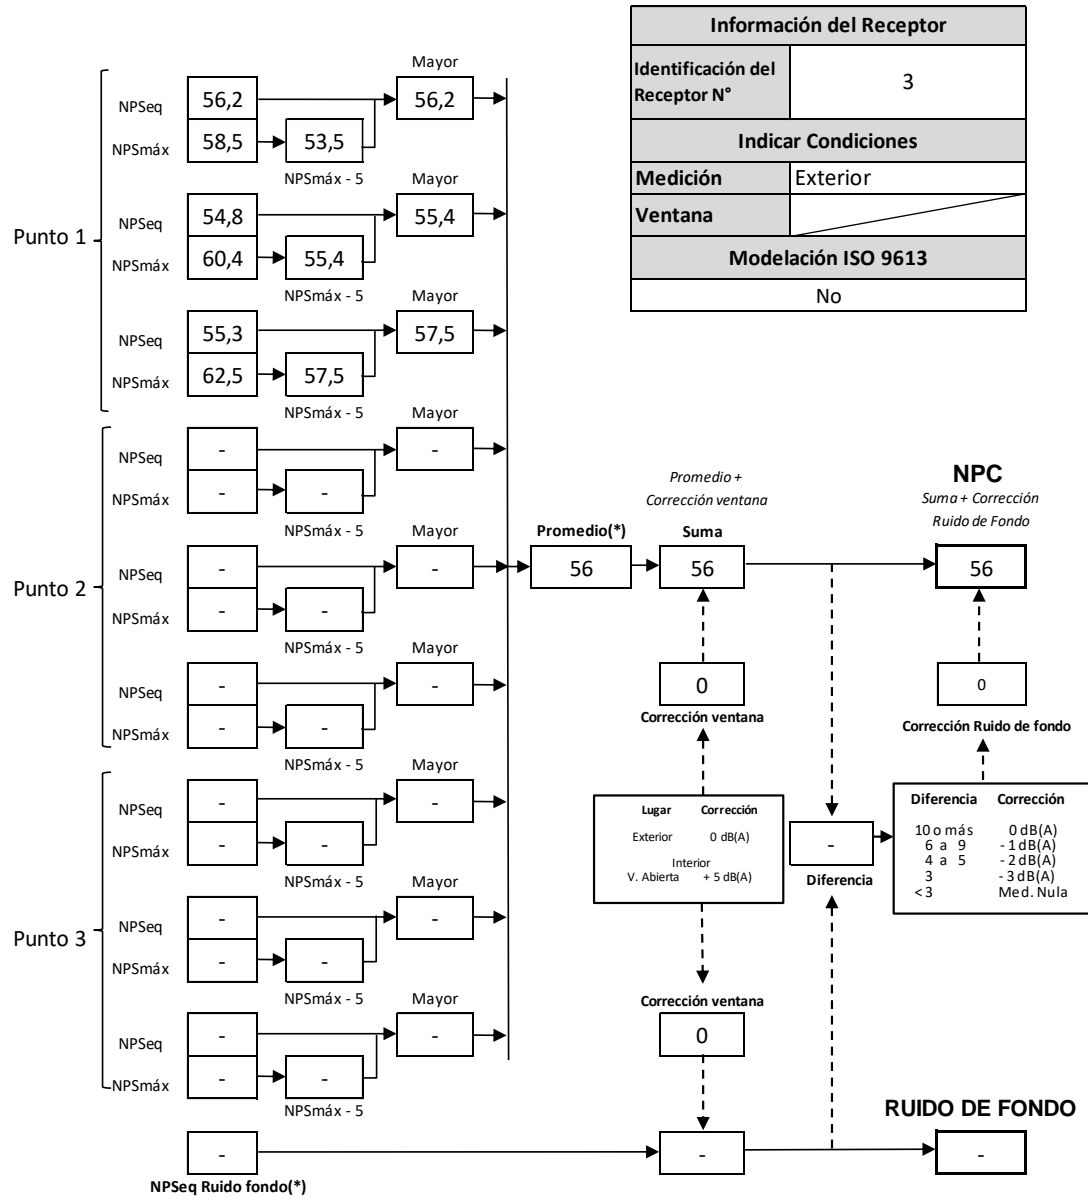 Información del Receptor
Identificación del
Receptor N°
3
Indicar Condiciones
Medición
Exterior
Ventana
Modelación ISO 9613
No
Punto 1
Mayor
NPSeq
56,2
56,2
NPSmáx
58,5
53,5
NPSmáx - 5
Mayor
NPSeq
54,8
55,4
NPSmáx
60,4
55,4
NPSmáx - 5
Mayor
NPSeq
55,3
57,5
NPSmáx
62,5
57,5
NPSmáx - 5
Punto 2
Mayor
NPSeq
-
-
NPSmáx
-
-
NPSmáx - 5
Mayor
NPSeq
-
-
NPSmáx
-
-
NPSmáx - 5
Mayor
NPSeq
-
-
NPSmáx
-
-
NPSmáx - 5
Punto 3
Mayor
NPSeq
-
-
NPSmáx
-
-
NPSmáx - 5
Mayor
NPSeq
-
-
NPSmáx
-
-
NPSmáx - 5
Mayor
NPSeq
-
-
NPSmáx
-
-
NPSmáx - 5
Promedio(*)
56
Promedio +
Corrección ventana
Suma
56
NPC
Suma + Corrección
Ruido de Fondo
56
0
Corrección ventana
0
Corrección Ruido de fondo
Lugar Corrección
Exterior 0 dB(A)
Interior
V. Abierta + 5 dB(A)
-
Diferencia
Diferencia Corrección
10 o más 0 dB(A)
6 a 9 - 1 dB(A)
4 a 5 - 2 dB(A)
3 - 3 dB(A)
< 3 Med. Nula
Corrección ventana
0
RUIDO DE FONDO
-
-
-
NPSeq Ruido fondo(*)